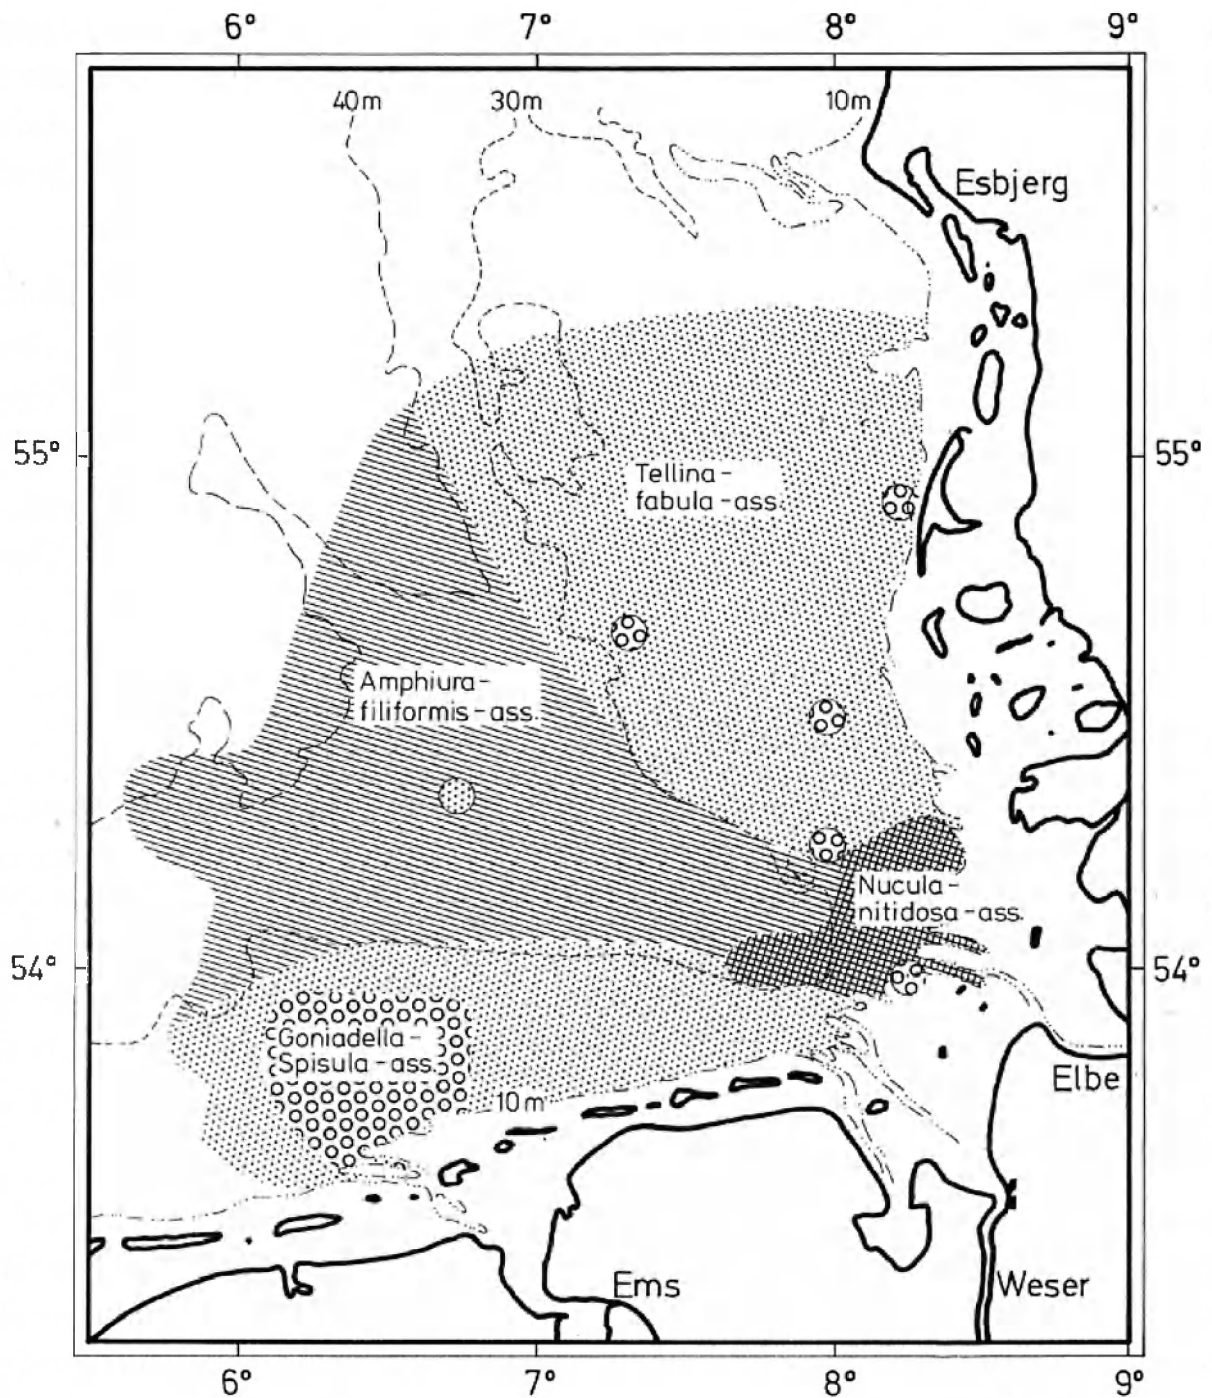 6° 7° 8° 9°
40m 30m 10m
Esbjerg
55° 55°
Tellina-
fabula-ass.
Amphiura-
filiformis-ass.
Nucula-
nitidosa-ass.
54° 54°
Goniadella-
Spisula-ass.
10m
Elbe
Ems
Weser
6° 7° 8° 9°